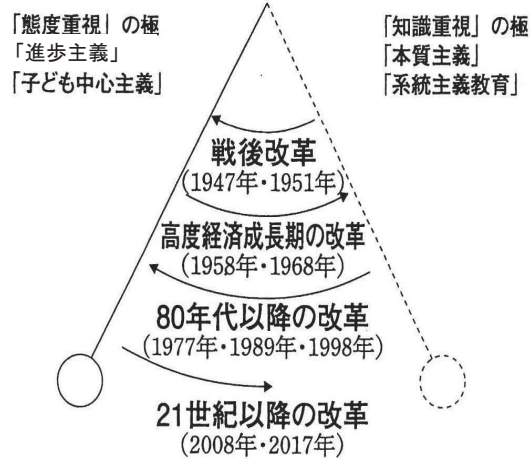 「態度重視」の極
「進歩主義」
「子ども中心主義」
「知識重視」の極
「本質主義」
「系統主義教育」
戦後改革
(1947年・1951年)
高度経済成長期の改革
(1958年・1968年)
80年代以降の改革
(1977年・1989年・1998年)
21世紀以降の改革
(2008年・2017年)